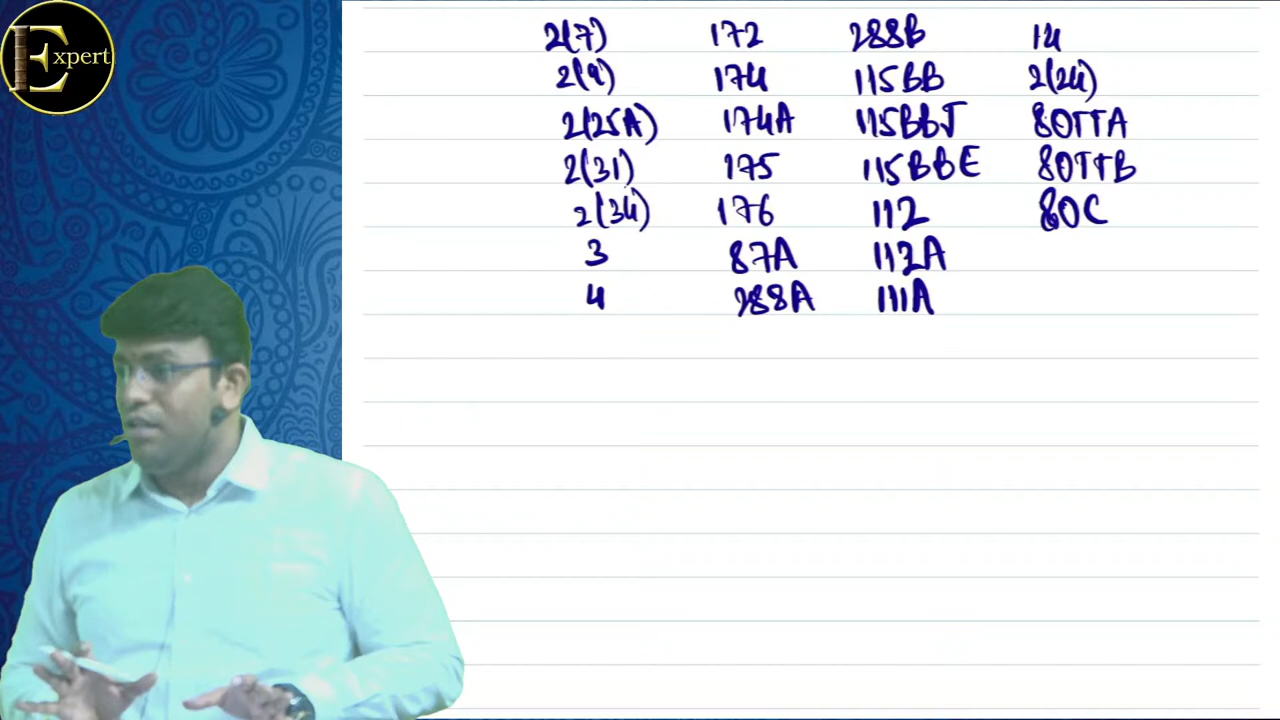 Expert
2(7) 172 288B 14
2(9) 174 115BB 2(24)
2(25A) 174A 115BBJ 80TTA
2(31) 175 115BBE 80TTB
2(34) 176 112 80C
3 87A 112A
4 288A 111A